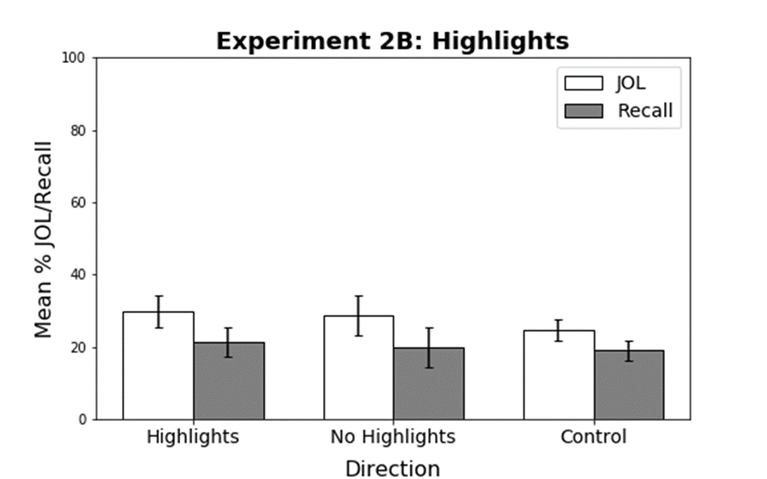 Experiment 2B: Highlights
100
80
60
40
20
0
Mean % JOL/Recall
JOL
Recall
Highlights
No Highlights
Control
Direction